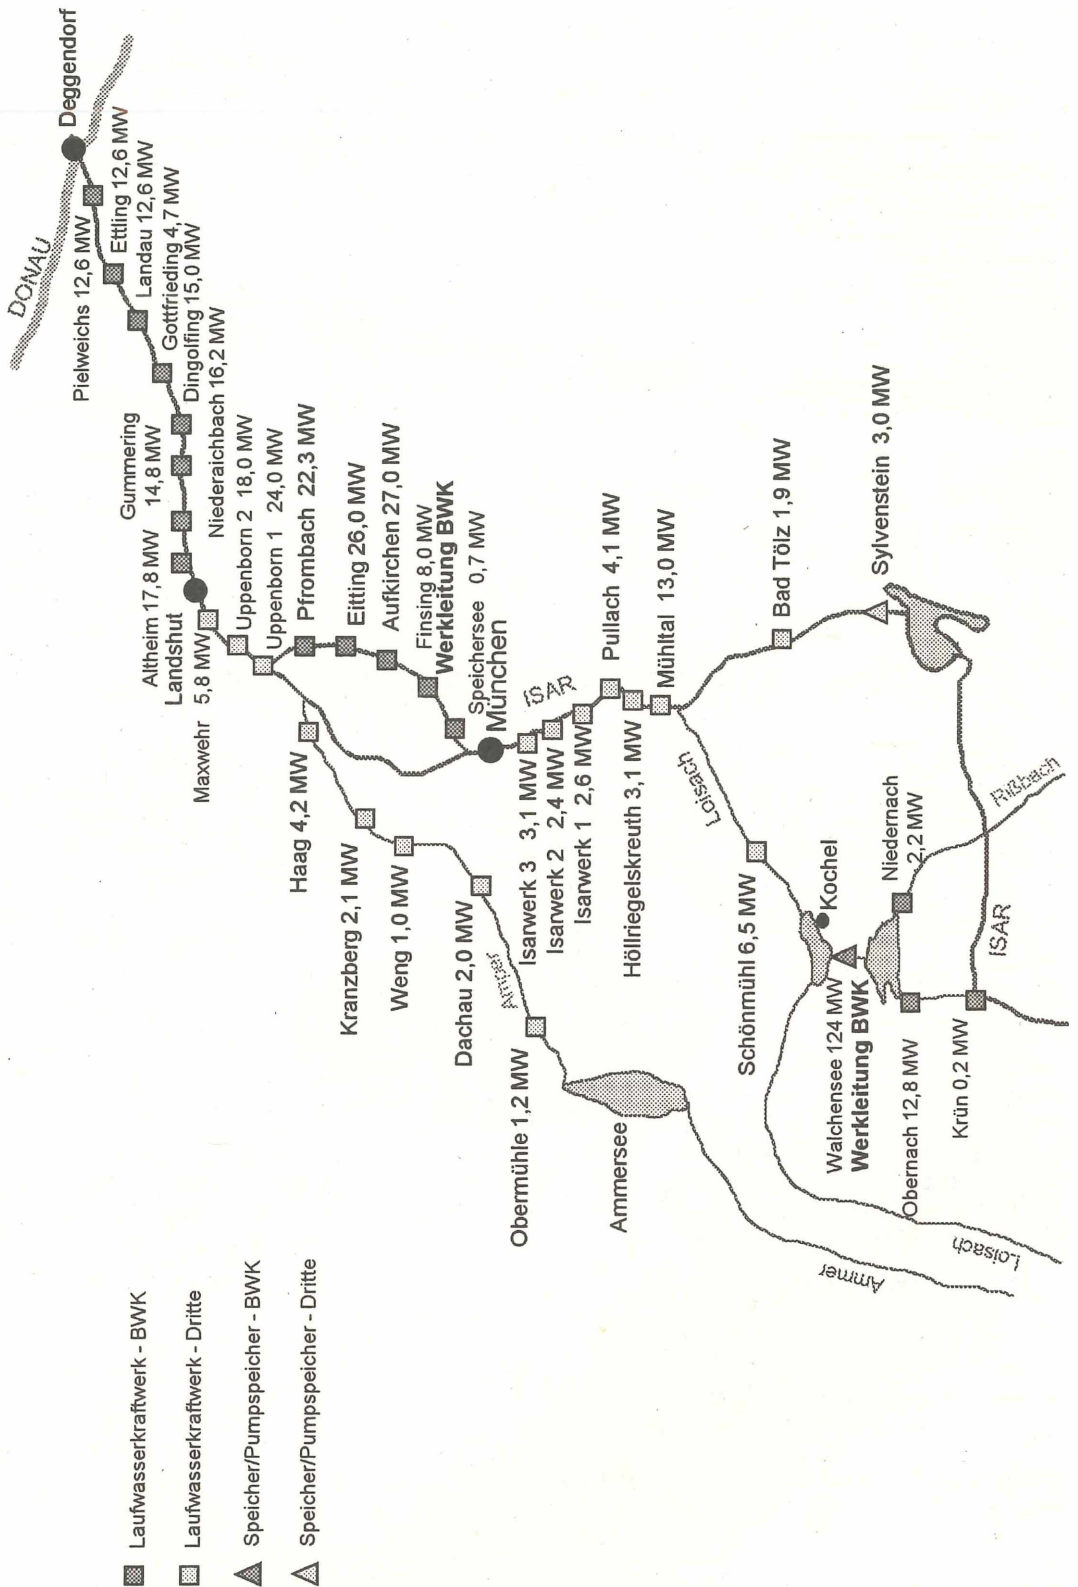 DONAU
Deggendorf
Pielweichs 12,6 MW
Ettling 12,6 MW
Landau 12,6 MW
Gottfrieding 4,7 MW
Dingolfing 15,0 MW
Gummering
14,8 MW
Niederaichbach 16,2 MW
Altheim 17,8 MW
Landshut
Maxwehr 5,8 MW
Uppenborn 2 18,0 MW
Uppenborn 1 24,0 MW
Pfrombach 22,3 MW
Eitting 26,0 MW
Aufkirchen 27,0 MW
Finsing 8,0 MW
Werkleitung BWK
Speichersee 0,7 MW
München
Haag 4,2 MW
Kranzberg 2,1 MW
Weng 1,0 MW
Dachau 2,0 MW
Amper
Obermühle 1,2 MW
Ammersee
Ammer
ISAR
Isarwerk 3 3,1 MW
Isarwerk 2 2,4 MW
Isarwerk 1 2,6 MW
Höllriegelskreuth 3,1 MW
Pullach 4,1 MW
Mühltal 13,0 MW
Loisach
Bad Tölz 1,9 MW
Sylvenstein 3,0 MW
Schönmühl 6,5 MW
Kochel
Walchensee 124 MW
Werkleitung BWK
Niedernach
2,2 MW
Rißbach
Obernach 12,8 MW
Krün 0,2 MW
ISAR
Loisach
Laufwasserkraftwerk - BWK
Laufwasserkraftwerk - Dritte
Speicher/Pumpspeicher - BWK
Speicher/Pumpspeicher - Dritte